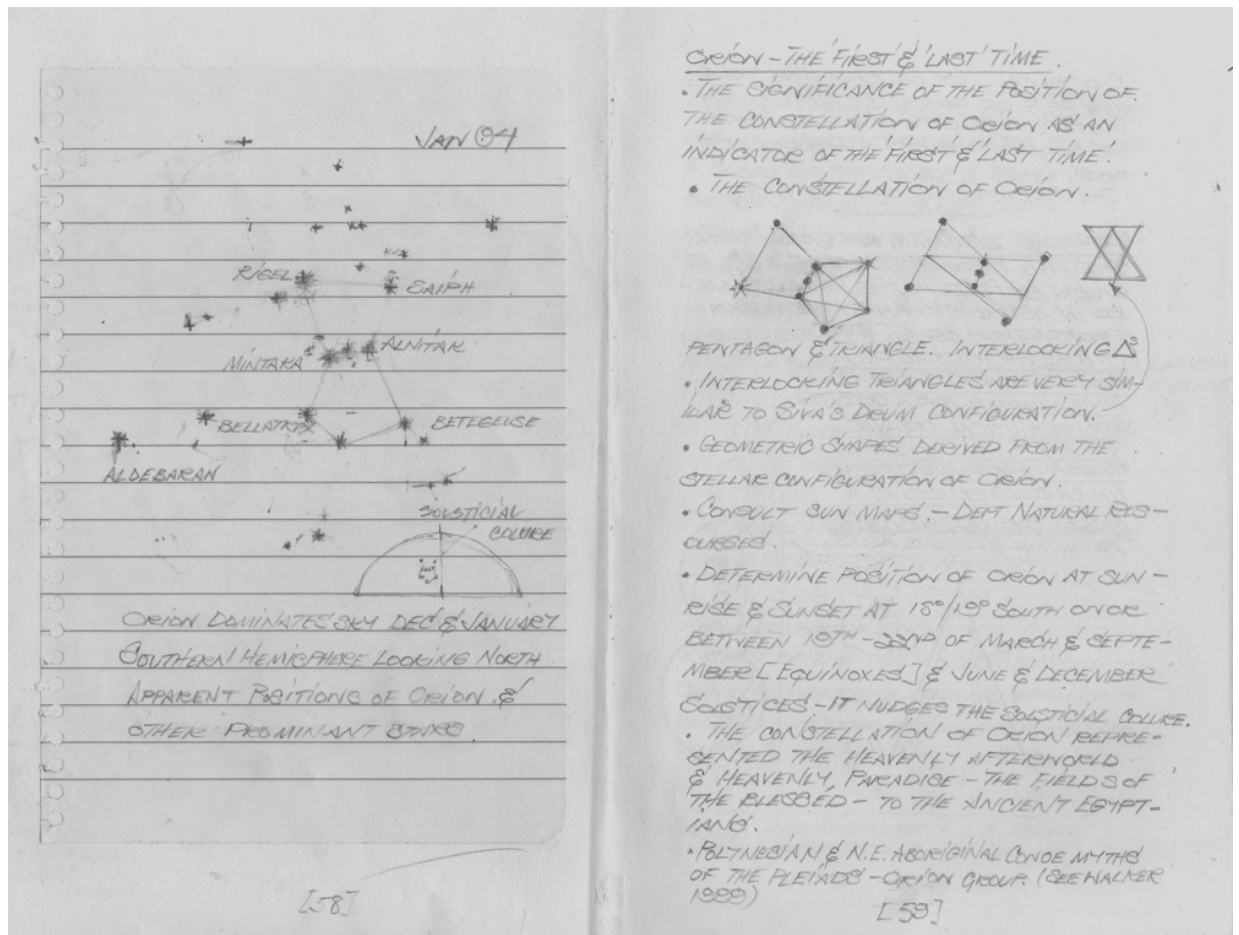 JAN 84
RIGEL
SAIPH
ALNITAK
MINTAKA
BELLATRIX
BETEGEUSE
ALDEBARAN
SOLSTICIAL
COLURE
ORION DOMINATES SKY DEC & JANUARY
SOUTHERN HEMISPHERE LOOKING NORTH
APPARENT POSITIONS OF ORION &
OTHER PROMINANT STARS.
[58]
ORION – THE 'FIRST & LAST' TIME.
• THE SIGNIFICANCE OF THE POSITION OF
THE CONSTELLATION OF ORION AS AN
INDICATOR OF THE 'FIRST & LAST TIME'.
• THE CONSTELLATION OF ORION.
PENTAGON & TRIANGLE. INTERLOCKING ∆S
• INTERLOCKING TRIANGLES ARE VERY SIM-
ILAR TO SIVA'S DRUM CONFIGURATION.
• GEOMETRIC SHAPES DERIVED FROM THE
STELLAR CONFIGURATION OF ORION.
• CONSULT SUN MAPS. – DEPT NATURAL RES-
OURSES.
• DETERMINE POSITION OF ORION AT SUN-
RISE & SUNSET AT 18°/19° SOUTH ON OR
BETWEEN 19TH – 22ND OF MARCH & SEPTE-
MBER [EQUINOXES] & JUNE & DECEMBER
SOLSTICES – IT NUDGES THE SOLSTICIAL COLURE.
• THE CONSTELLATION OF ORION REPRE-
SENTED THE HEAVENLY AFTERWORLD
& HEAVENLY, PARADISE – THE FIELDS OF
THE BLESSED – TO THE ANCIENT EGYPT-
IANS.
• POLYNESIAN & N.E. ABORIGINAL CANOE MYTHS
OF THE PLEIADS – ORION GROUP. (SEE WALKER
1999)
[59]